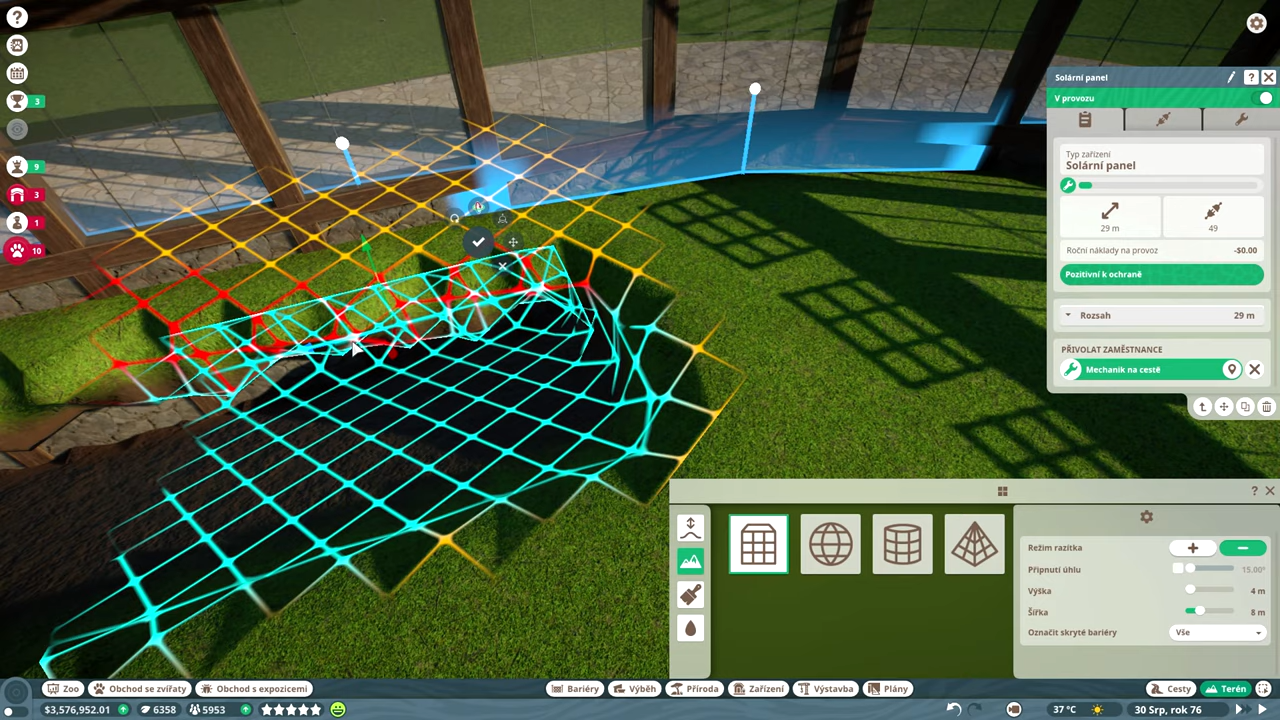 ?
3
9
3
1
10
Solární panel
?
V provozu
Typ zařízení
Solární panel
29 m
49
Roční náklady na provoz
-$0.00
Pozitivní k ochraně
Rozsah
29 m
PŘIVOLAT ZAMĚSTNANCE
Mechanik na cestě
?
Režim razítka
Připnutí úhlu
15.00°
Výška
4 m
Šířka
8 m
Označit skryté bariéry
Vše
Zoo
Obchod se zvířaty
Obchod s expozicemi
Bariéry
Výběh
Příroda
Zařízení
Výstavba
Plány
Cesty
Terén
$3,576,952.01
6358
5953
37 °C
30 Srp, rok 76